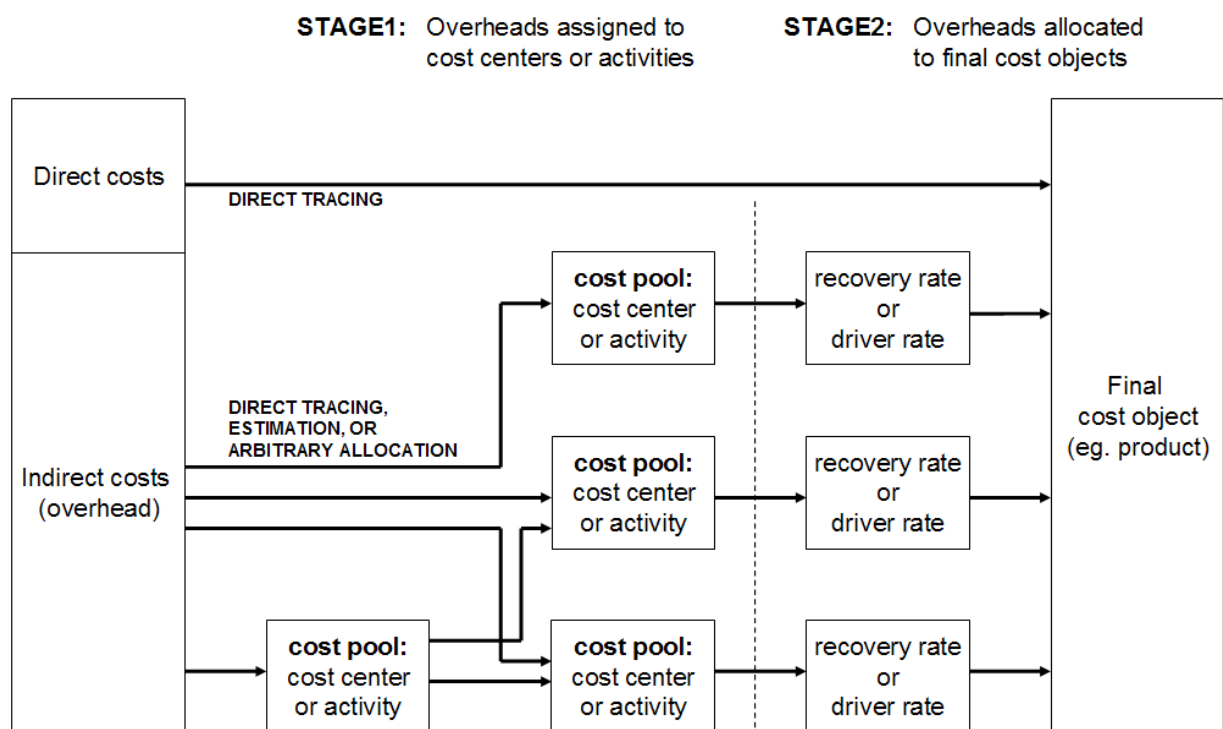 STAGE1: Overheads assigned to
cost centers or activities
STAGE2: Overheads allocated
to final cost objects
Direct costs
DIRECT TRACING
cost pool:
cost center
or activity
recovery rate
or
driver rate
DIRECT TRACING,
ESTIMATION, OR
ARBITRARY ALLOCATION
Final
cost object
(eg. product)
Indirect costs
(overhead)
cost pool:
cost center
or activity
recovery rate
or
driver rate
cost pool:
cost center
or activity
cost pool:
cost center
or activity
recovery rate
or
driver rate